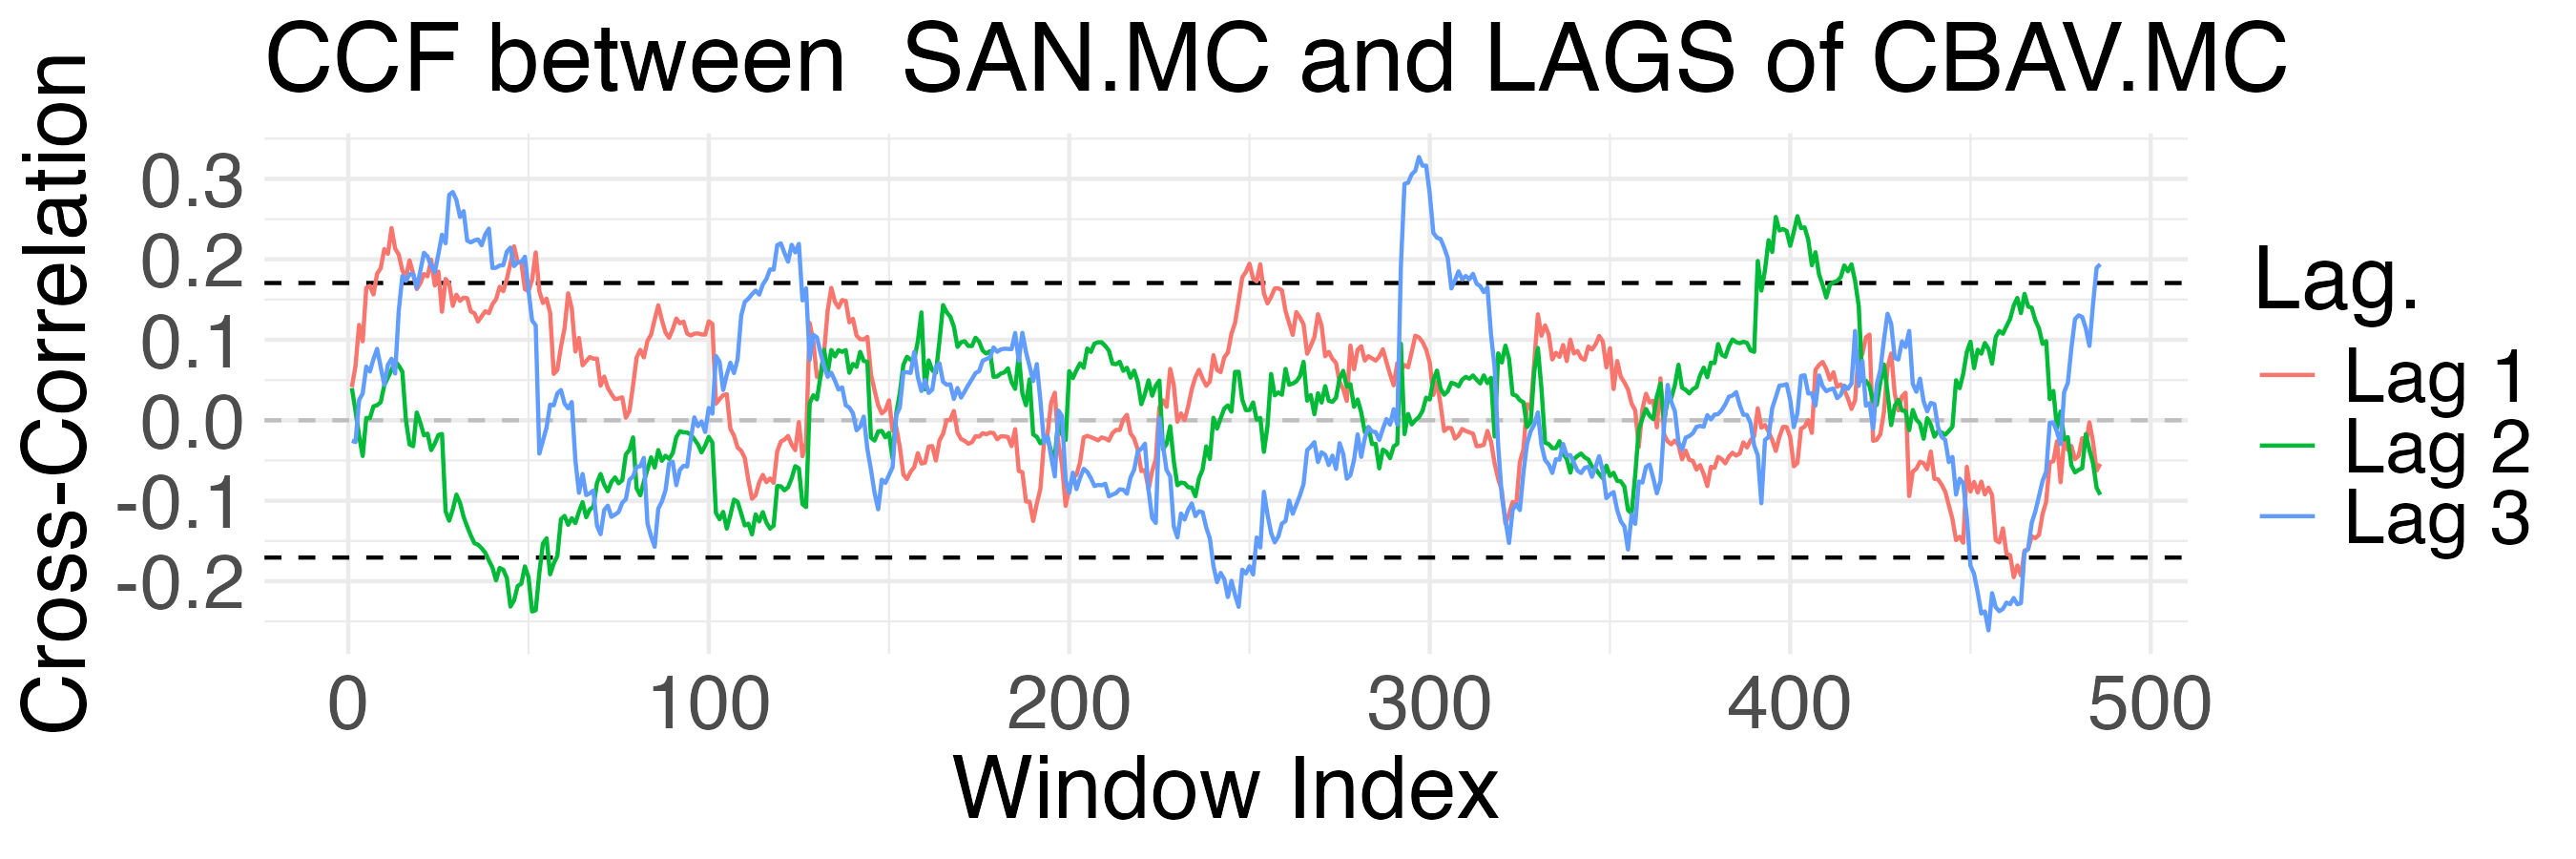 CCF between  SAN.MC and LAGS of CBAV.MC
Cross-Correlation
0.3
0.2
0.1
0.0
-0.1
-0.2
0 100 200 300 400 500
Window Index
Lag.
Lag 1
Lag 2
Lag 3